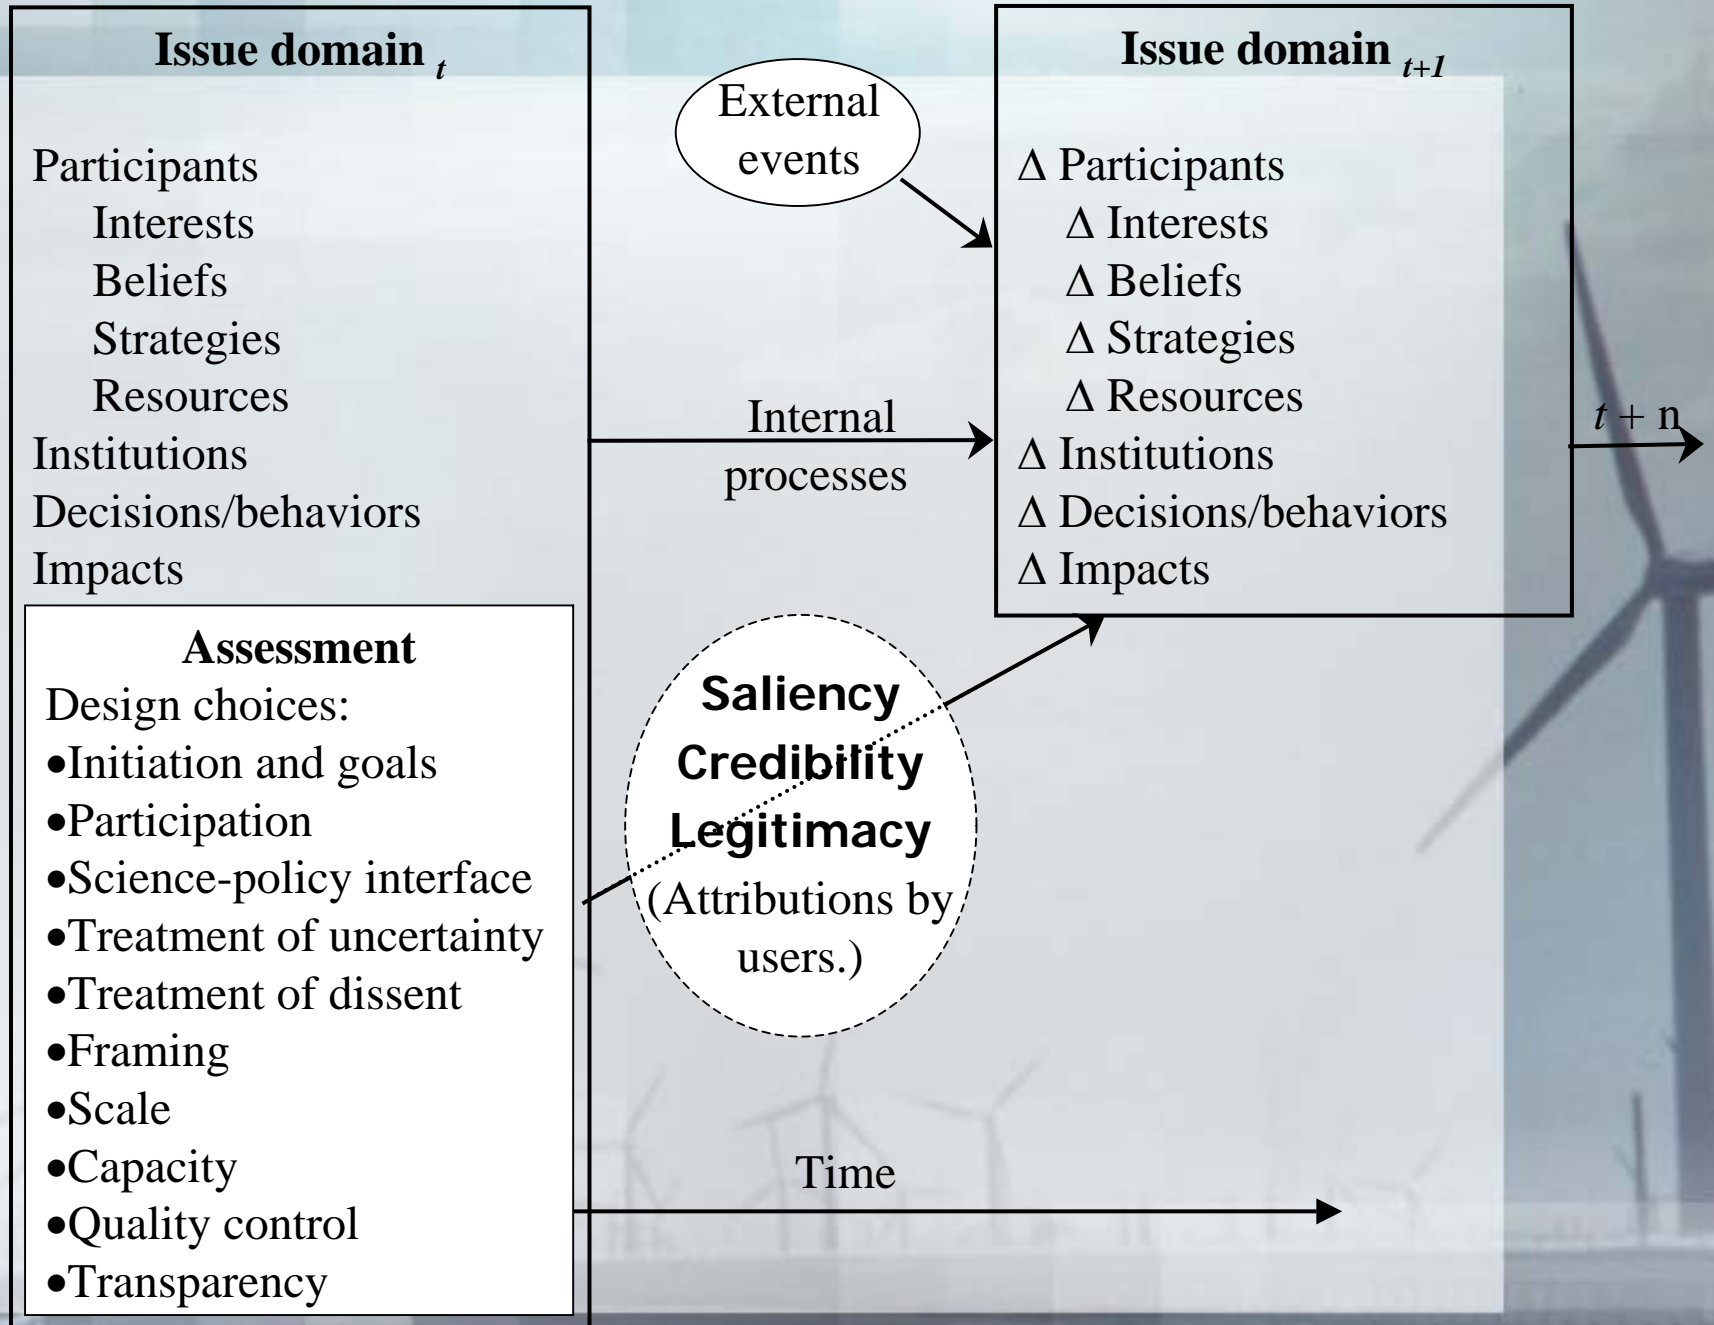 Issue domain t
Participants
Interests
Beliefs
Strategies
Resources
Institutions
Decisions/behaviors
Impacts
Assessment
Design choices:
•Initiation and goals
•Participation
•Science-policy interface
•Treatment of uncertainty
•Treatment of dissent
•Framing
•Scale
•Capacity
•Quality control
•Transparency
External
events
Internal
processes
Saliency
Credibility
Legitimacy
(Attributions by
users.)
Time
Issue domain t+1
Δ Participants
Δ Interests
Δ Beliefs
Δ Strategies
Δ Resources
Δ Institutions
Δ Decisions/behaviors
Δ Impacts
t + n